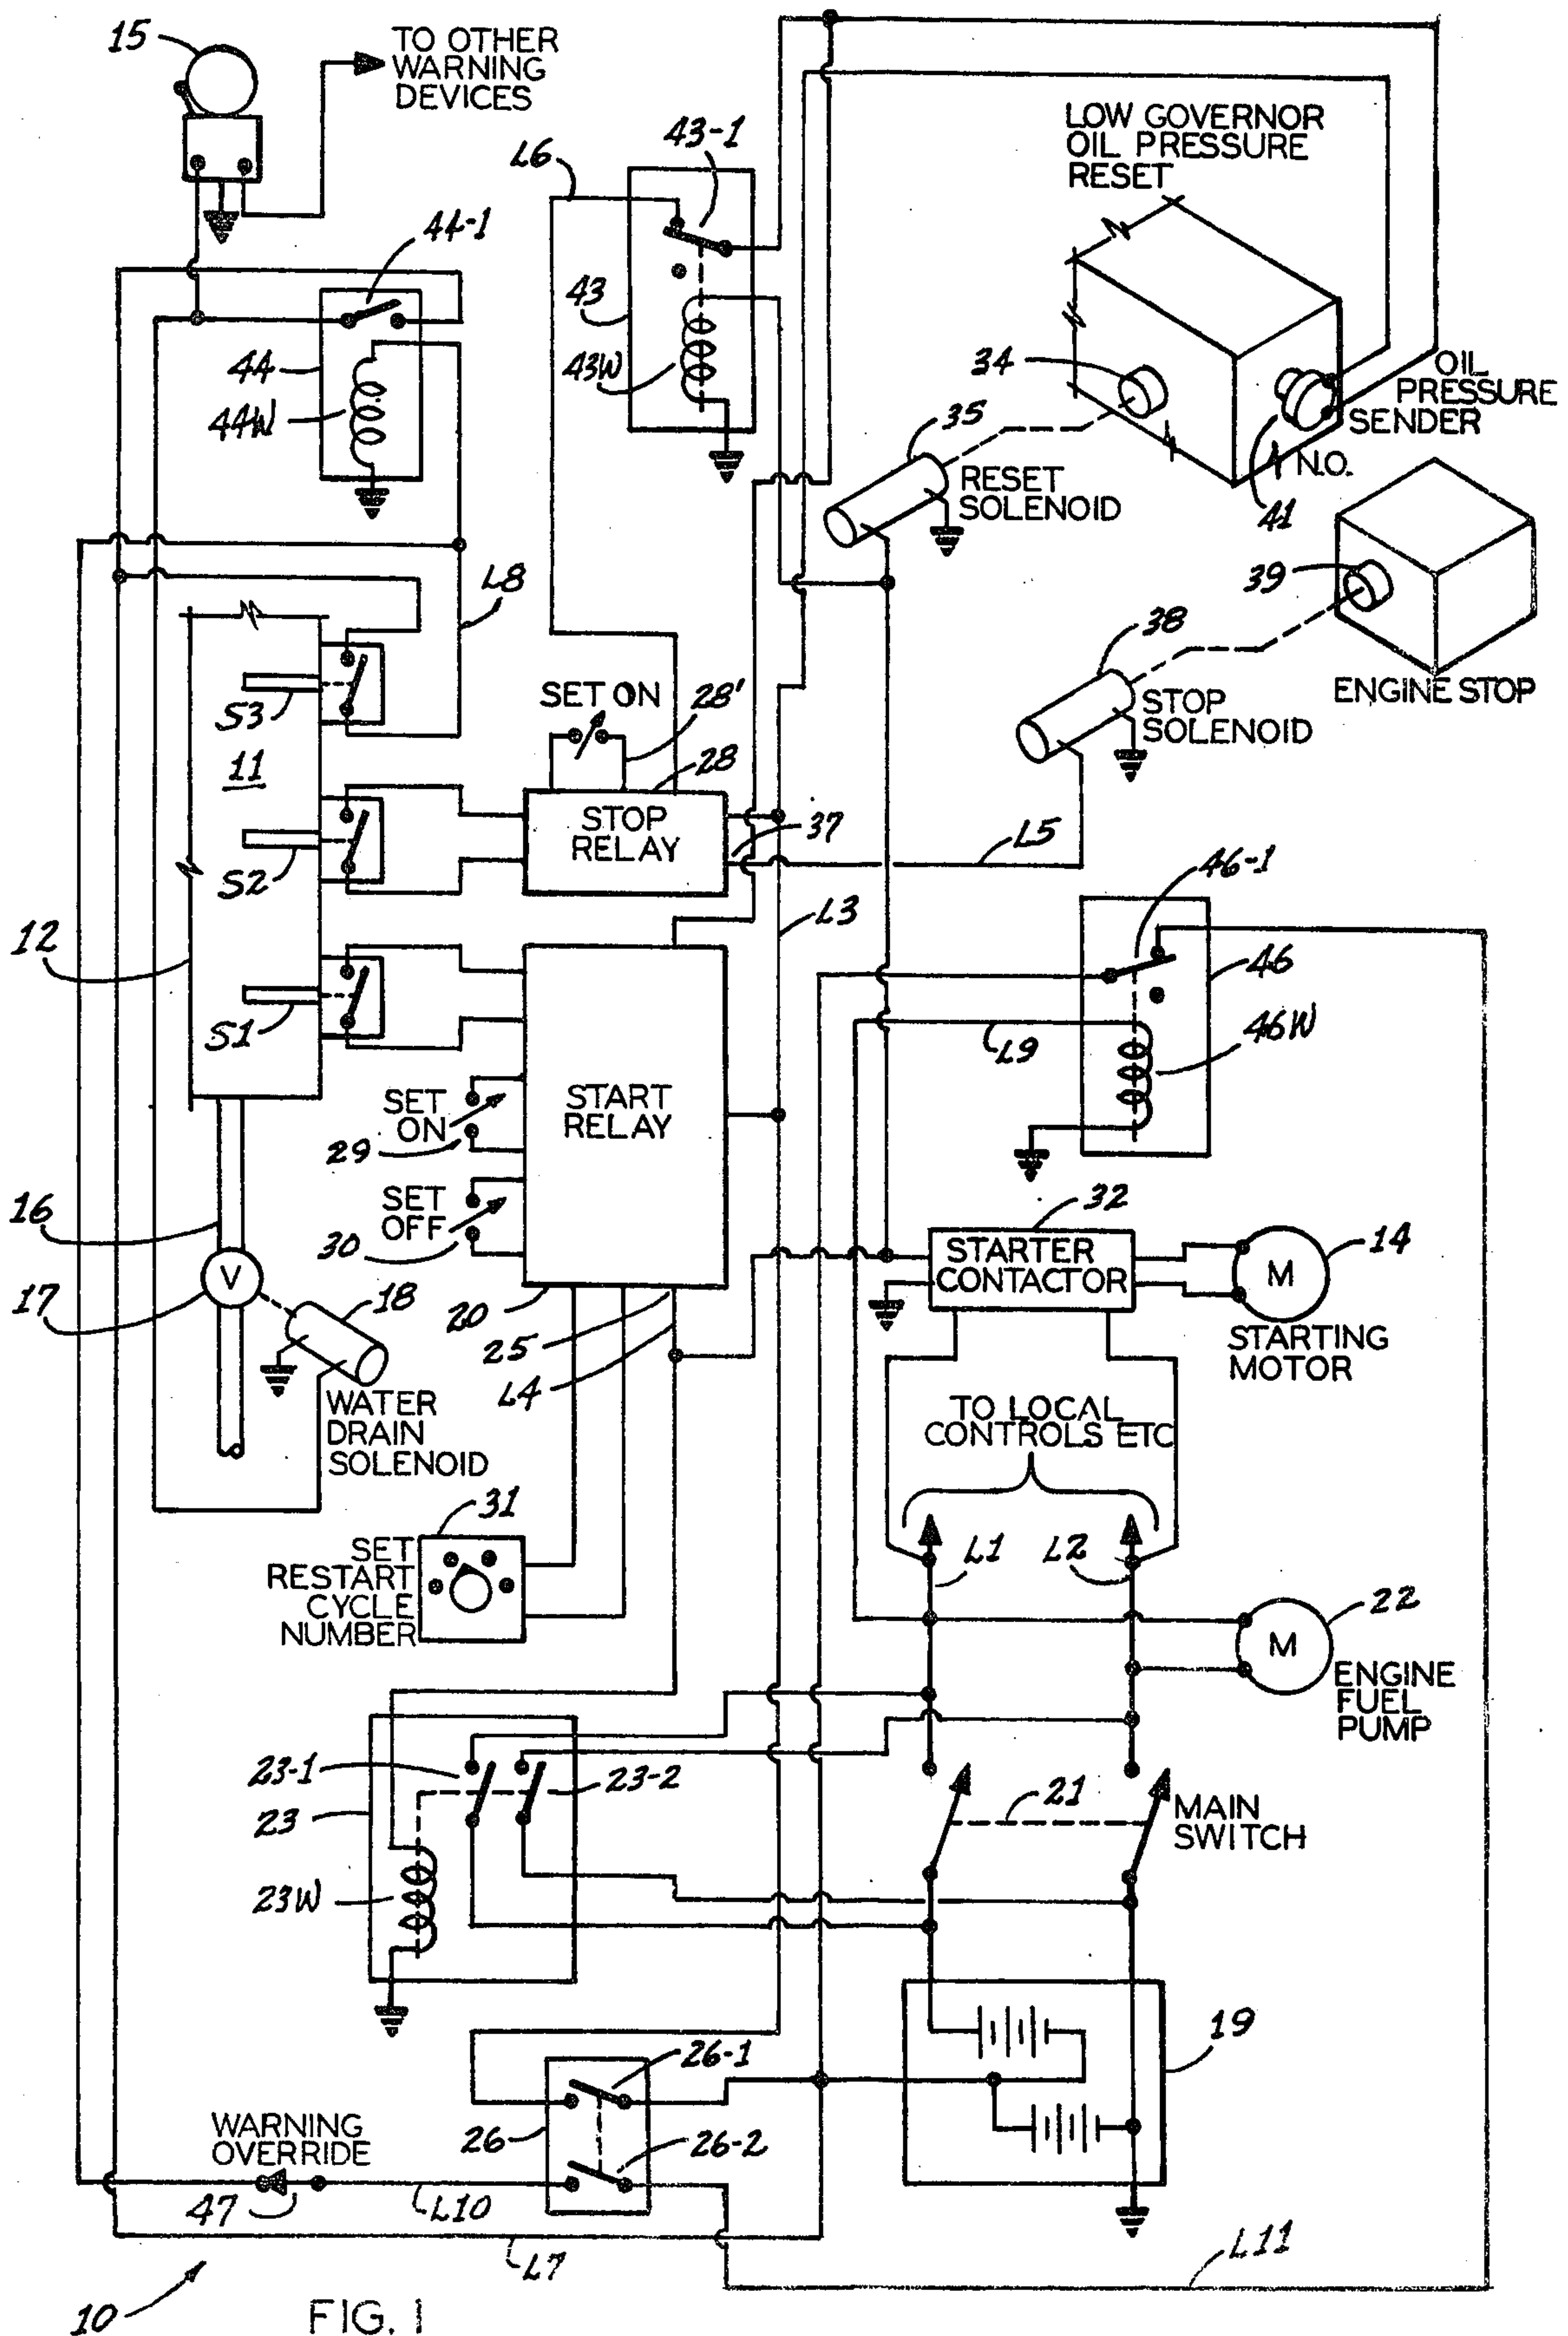 15
TO OTHER
WARNING
DEVICES
43-1
L6
LOW GOVERNOR
OIL PRESSURE
RESET
44-1
43
34
44
43W
44W
35
OIL
PRESSURE
SENDER
RESET
SOLENOID
N.O.
41
L8
39
38
S3
SET ON
28'
ENGINE STOP
STOP
SOLENOID
11
28
STOP
RELAY
37
S2
L5
46-1
12
L3
46
S1
L9
46W
START
RELAY
SET
ON
29
16
SET
OFF
30
32
STARTER
CONTACTOR
14
M
V
17
18
20
25
L4
STARTING
MOTOR
WATER
DRAIN
SOLENOID
TO LOCAL
CONTROLS ETC
31
SET
RESTART
CYCLE
NUMBER
L1
L2
22
M
ENGINE
FUEL
PUMP
23-1
23-2
23
21
MAIN
SWITCH
23W
19
26-1
WARNING
OVERRIDE
26
26-2
47
L10
L7
L11
10
FIG. 1